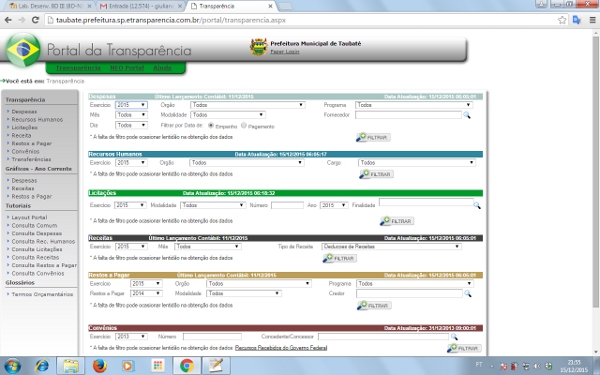 Lab. Desenv. BD III (BD-N
Entrada (12.574) - giulian
Transparência
taubate.prefeitura.sp.etransparencia.com.br/portal/transparencia.aspx
Portal da Transparência
Prefeitura Municipal de Taubaté
Fazer Login
Transparência NEO Portal Ajuda
Você está em: Transparência
Transparência
Despesas
Recursos Humanos
Licitações
Receita
Restos a Pagar
Convênios
Transferências
Gráficos - Ano Corrente
Despesas
Receitas
Restos a Pagar
Tutoriais
Layout Portal
Consulta Comum
Consulta Despesas
Consulta Rec. Humanos
Consulta Licitações
Consulta Receitas
Consulta Restos a Pagar
Consulta Convênios
Glossários
Termos Orçamentários
Despesas Último Lançamento Contábil: 11/12/2015 Data Atualização: 15/12/2015 06:05:01
Exercício 2015 Orgão Todos Programa Todos
Mês Todos Modalidade Todos Fornecedor
Dia Todos Filtrar por Data de: Empenho Pagamento
* A falta de filtro pode ocasionar lentidão na obtenção dos dados FILTRAR
Recursos Humanos Data Atualização: 15/12/2015 06:06:17
Exercício 2015 Orgão Todos Cargo Todos
* A falta de filtro pode ocasionar lentidão na obtenção dos dados FILTRAR
Licitações Data Atualização: 15/12/2015 06:18:32
Exercício 2015 Modalidade Todos Número Ano 2015 Finalidade
* A falta de filtro pode ocasionar lentidão na obtenção dos dados FILTRAR
Receitas Último Lançamento Contábil: 11/12/2015 Data Atualização: 15/12/2015 06:05:01
Exercício 2015 Mês Todos Tipo de Receita Deducoes de Receitas
* A falta de filtro pode ocasionar lentidão na obtenção dos dados FILTRAR
Restos a Pagar Último Lançamento Contábil: 11/12/2015 Data Atualização: 15/12/2015 06:05:01
Exercício 2015 Orgão Todos Programa Todos
Restos a Pagar 2014 Modalidade Todos Credor
* A falta de filtro pode ocasionar lentidão na obtenção dos dados FILTRAR
Convênios Data Atualização: 31/12/2013 09:00:01
Exercício 2013 Número Concedente/Concessor
* A falta de filtro pode ocasionar lentidão na obtenção dos dados Recursos Recebidos do Governo Federal FILTRAR
PT
21:55
15/12/2015